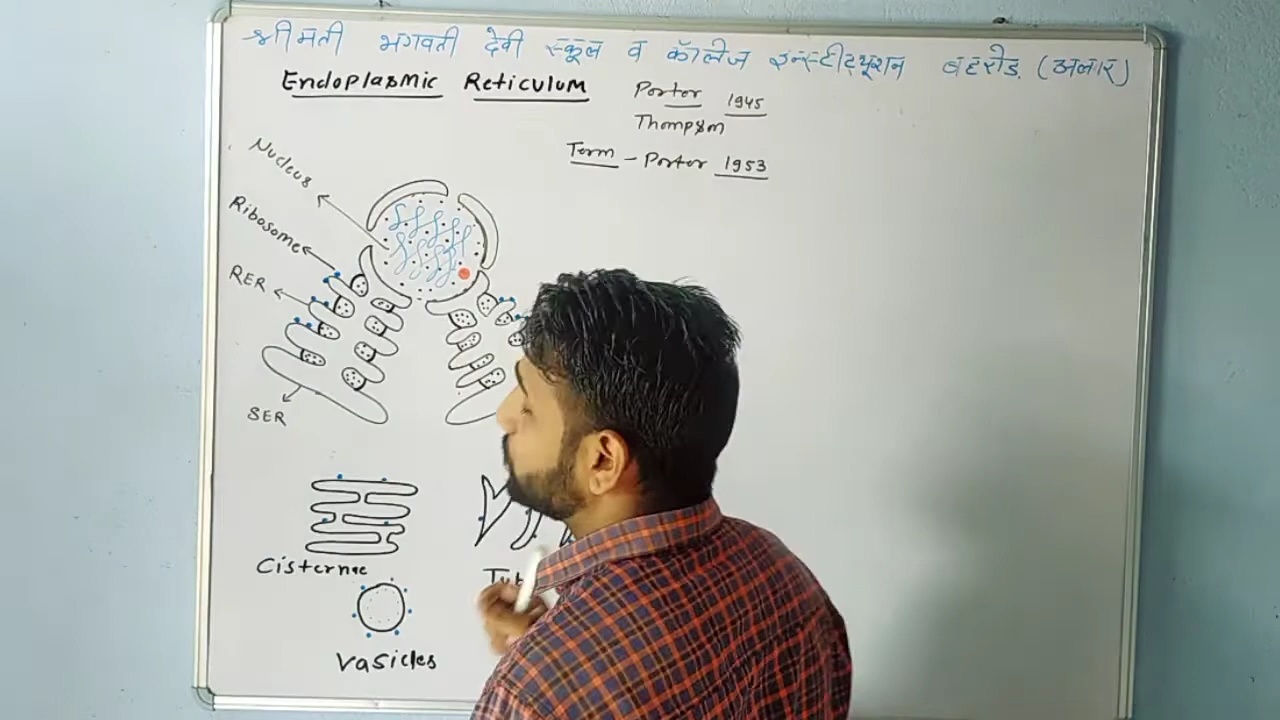 श्रीमती भगवती देवी स्कूल व कॉलेज इन्स्टीट्यूशन बहरोड़ (अलवर)
Endoplasmic Reticulum
Porter 1945
Thompson
Term - Porter 1953
Nucleus
Ribosome
RER
SER
Cisternae
Vasicles